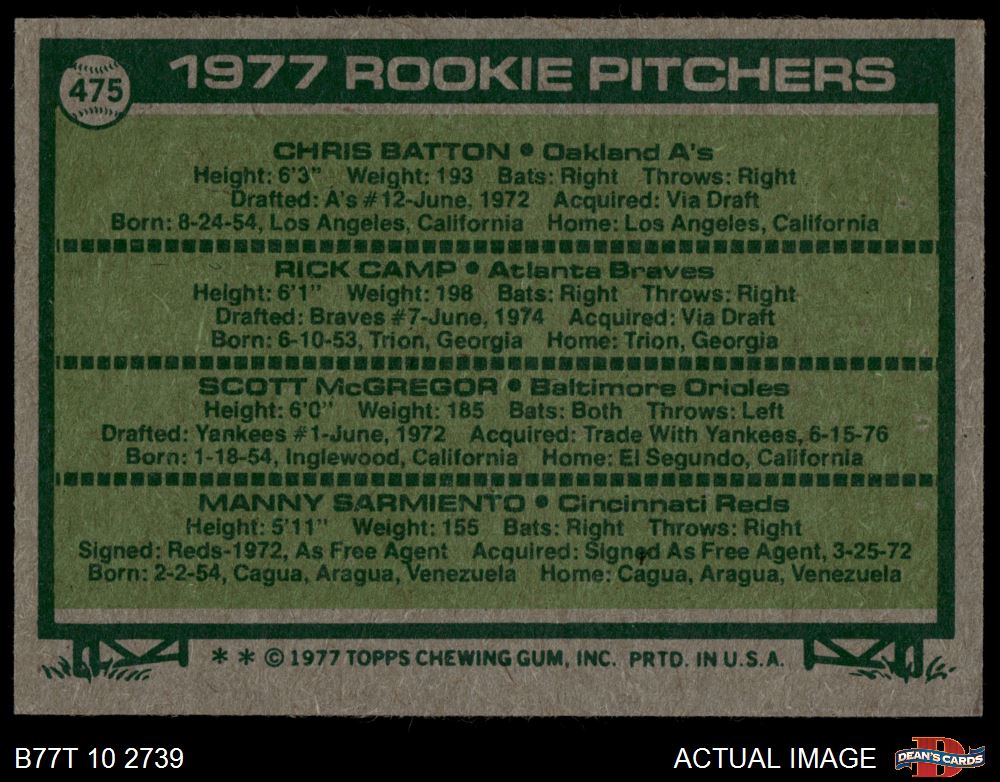 475
1977 ROOKIE PITCHERS
CHRIS BATTON • Oakland A's
Height: 6'3" Weight: 193 Bats: Right Throws: Right
Drafted: A's #12-June, 1972 Acquired: Via Draft
Born: 8-24-54, Los Angeles, California Home: Los Angeles, California
RICK CAMP • Atlanta Braves
Height: 6'1" Weight: 198 Bats: Right Throws: Right
Drafted: Braves #7-June, 1974 Acquired: Via Draft
Born: 6-10-53, Trion, Georgia Home: Trion, Georgia
SCOTT McGREGOR • Baltimore Orioles
Height: 6'0" Weight: 185 Bats: Both Throws: Left
Drafted: Yankees #1-June, 1972 Acquired: Trade With Yankees, 6-15-76
Born: 1-18-54, Inglewood, California Home: El Segundo, California
MANNY SARMIENTO • Cincinnati Reds
Height: 5'11" Weight: 155 Bats: Right Throws: Right
Signed: Reds-1972, As Free Agent Acquired: Signed As Free Agent, 3-25-72
Born: 2-2-54, Cagua, Aragua, Venezuela Home: Cagua, Aragua, Venezuela
* * © 1977 TOPPS CHEWING GUM, INC. PRTD. IN U.S.A.
B77T 10 2739
ACTUAL IMAGE
D
DEAN'S CARDS